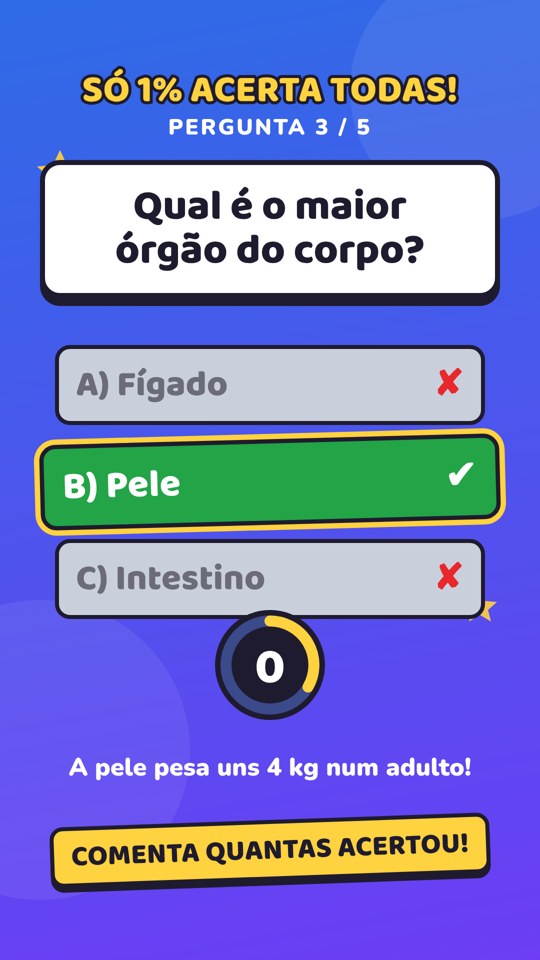 SÓ 1% ACERTA TODAS!
PERGUNTA 3 / 5
Qual é o maior
órgão do corpo?
A) Fígado ✘
B) Pele ✔
C) Intestino ✘
0
A pele pesa uns 4 kg num adulto!
COMENTA QUANTAS ACERTOU!